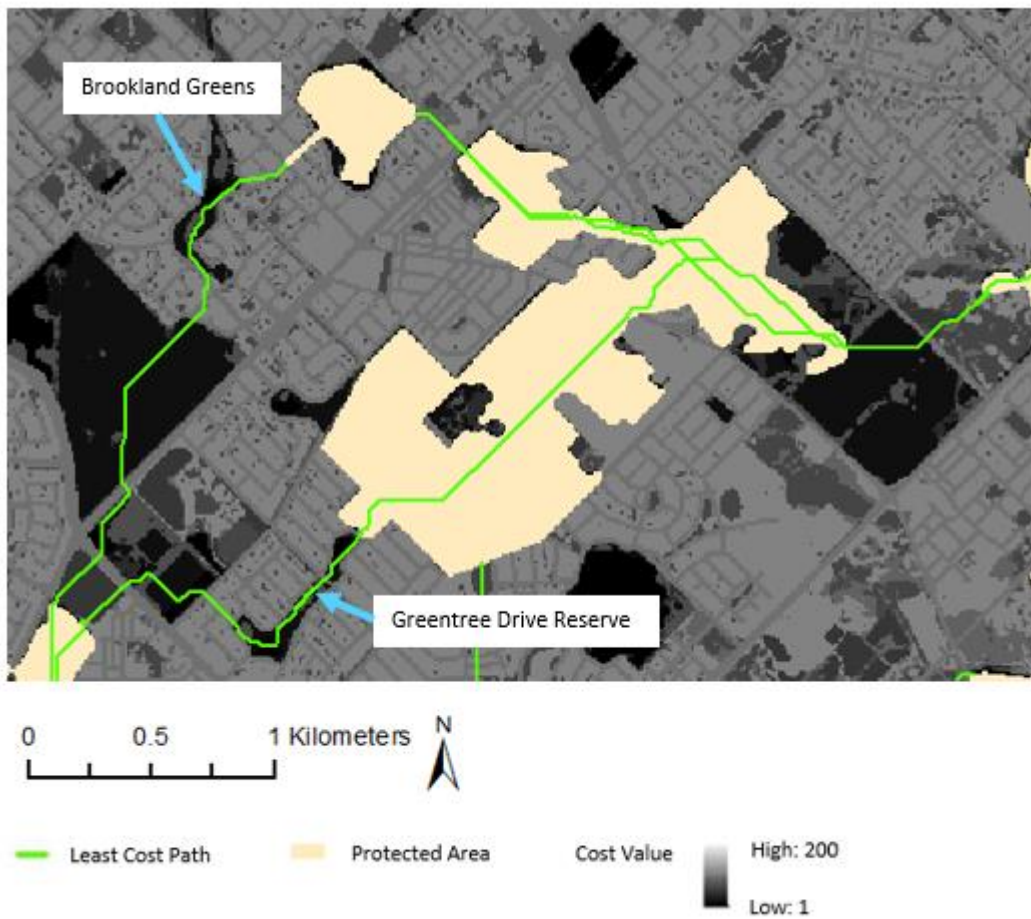 Brookland Greens
Greentree Drive Reserve
0 0.5 1 Kilometers
N
Least Cost Path
Protected Area
Cost Value
High: 200
Low: 1